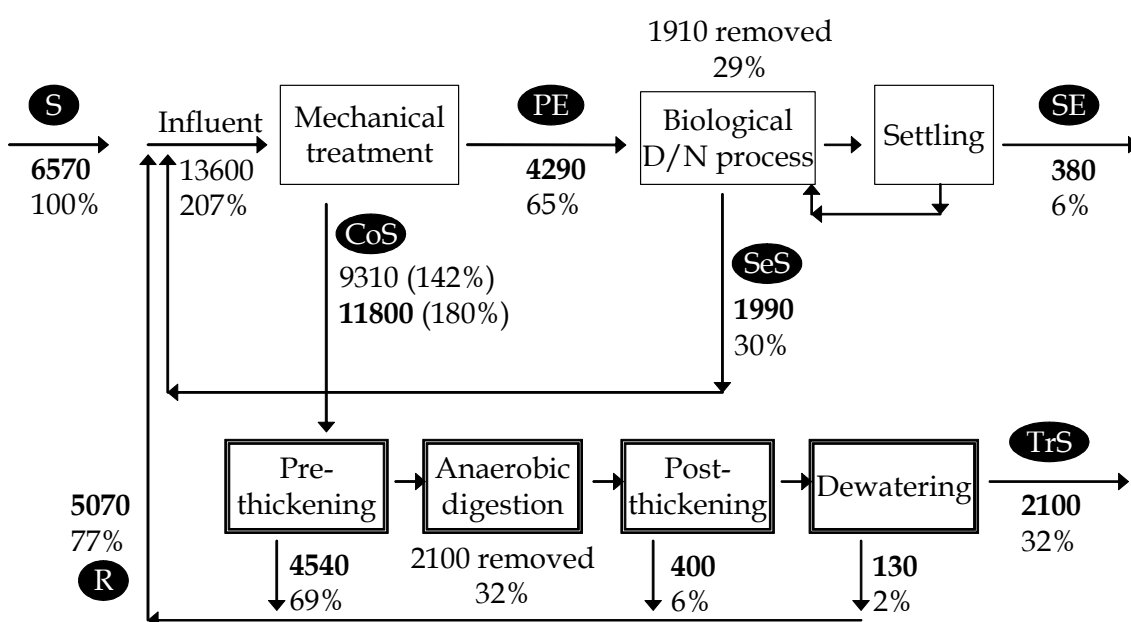 1910 removed
29%
S
6570
100%
Influent
13600
207%
Mechanical
treatment
PE
4290
65%
Biological
D/N process
Settling
SE
380
6%
CoS
9310 (142%)
11800 (180%)
SeS
1990
30%
5070
77%
R
Pre-
thickening
4540
69%
Anaerobic
digestion
2100 removed
32%
Post-
thickening
400
6%
Dewatering
130
2%
TrS
2100
32%